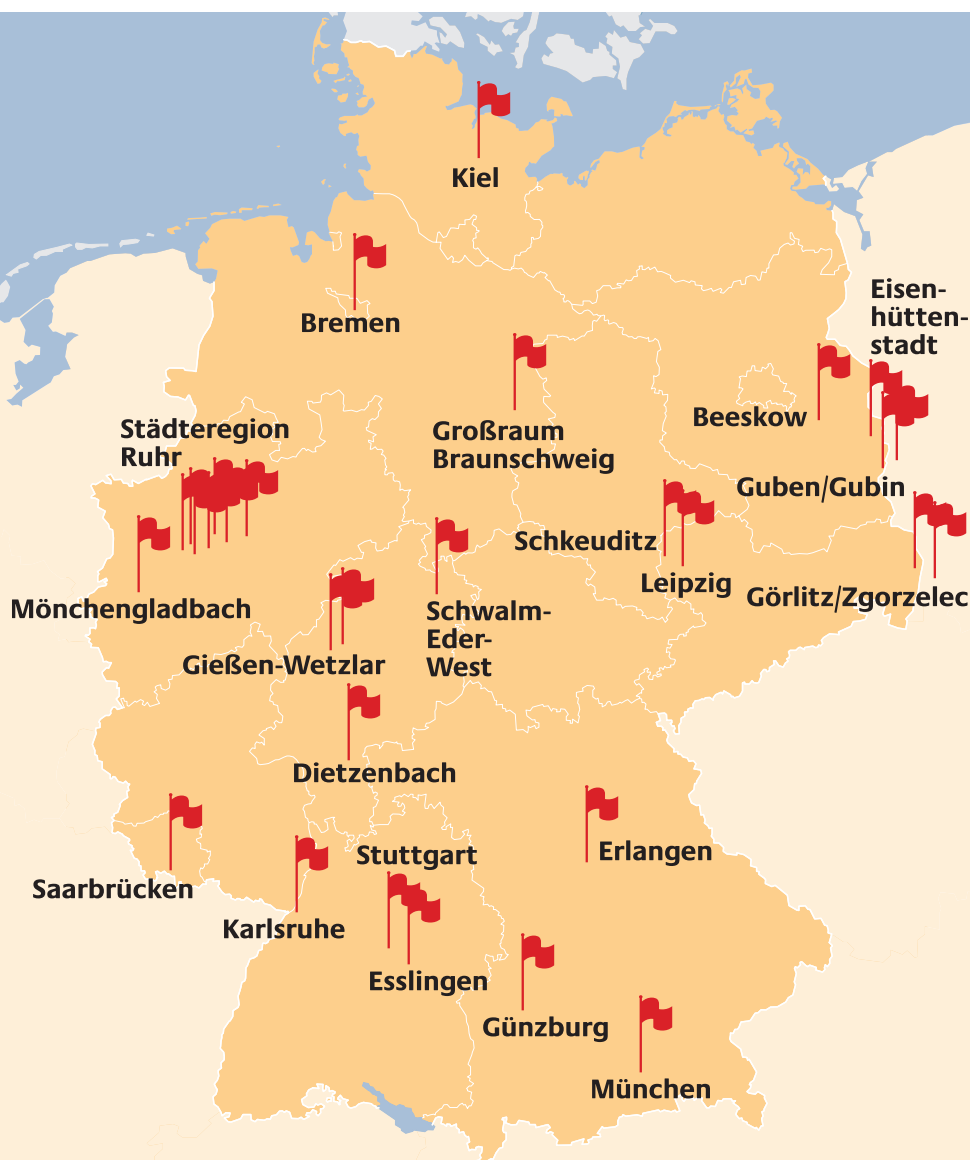 Kiel
Bremen
Eisen-
hütten-
stadt
Beeskow
Städteregion
Ruhr
Großraum
Braunschweig
Guben/Gubin
Schkeuditz
Leipzig
Görlitz/Zgorzelec
Mönchengladbach
Schwalm-
Eder-
West
Gießen-Wetzlar
Dietzenbach
Erlangen
Stuttgart
Saarbrücken
Karlsruhe
Esslingen
Günzburg
München